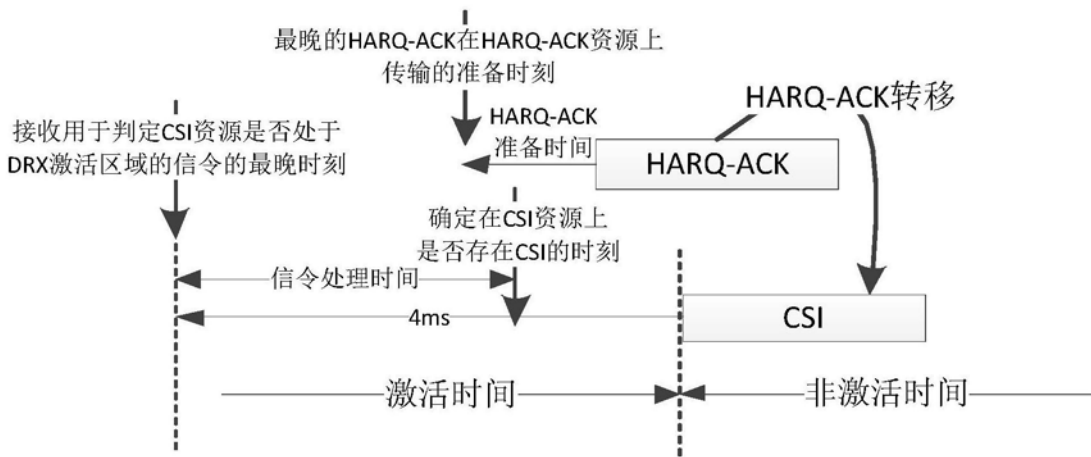 最晚的HARQ-ACK在HARQ-ACK资源上
传输的准备时刻
HARQ-ACK转移
接收用于判定CSI资源是否处于
DRX激活区域的信令的最晚时刻
HARQ-ACK
准备时间
HARQ-ACK
确定在CSI资源上
是否存在CSI的时刻
信令处理时间
4ms
CSI
激活时间
非激活时间